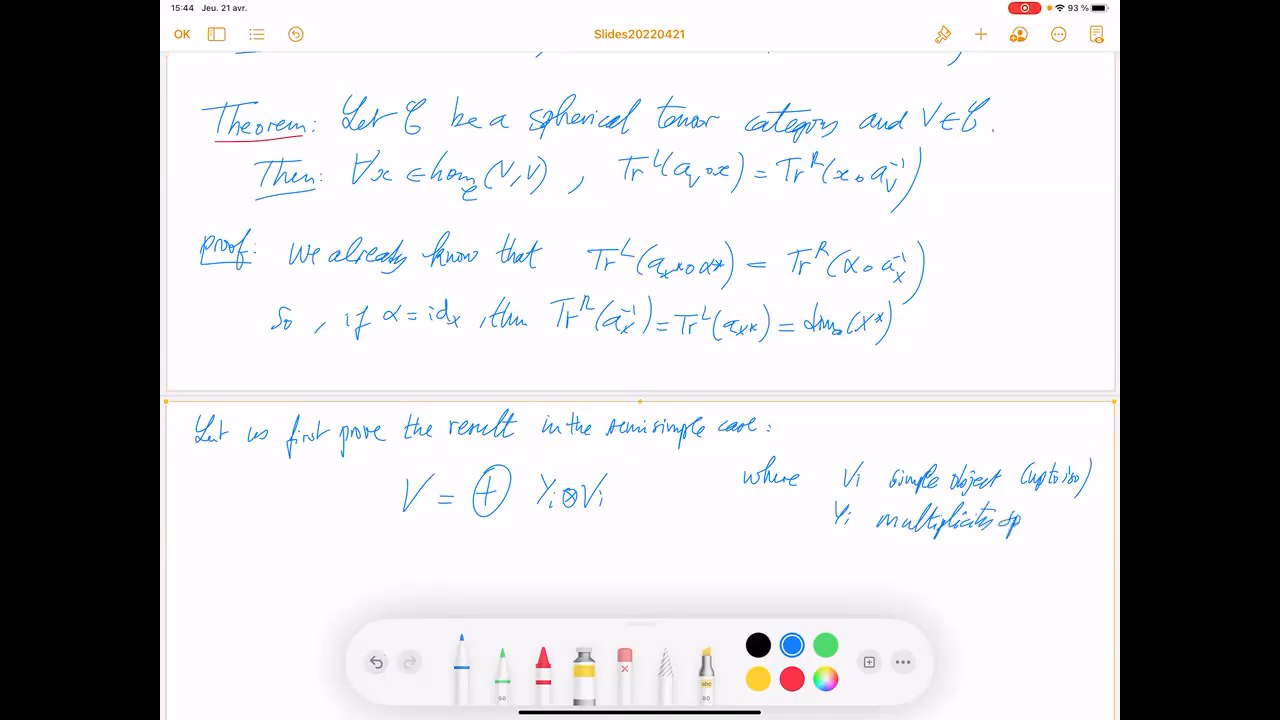 15:44 Jeu. 21 avr.
93 %
OK
Slides20220421
Theorem: Let C be a spherical tensor category and V ∈ C.
Then: ∀x ∈ hom_C(V,V), Tr^L(a_V∘x) = Tr^R(x∘a_V^{-1})
proof: We already know that Tr^L(a_{X*}∘α*) = Tr^R(α∘a_X^{-1})
So, if α = id_X, then Tr^R(a_X^{-1}) = Tr^L(a_{X*}) = dim_a(X*)
Let us first prove the result in the semisimple case:
V = ⊕ Y_i ⊗ V_i where V_i simple object (up to iso)
Y_i multiplicity sp
50
80